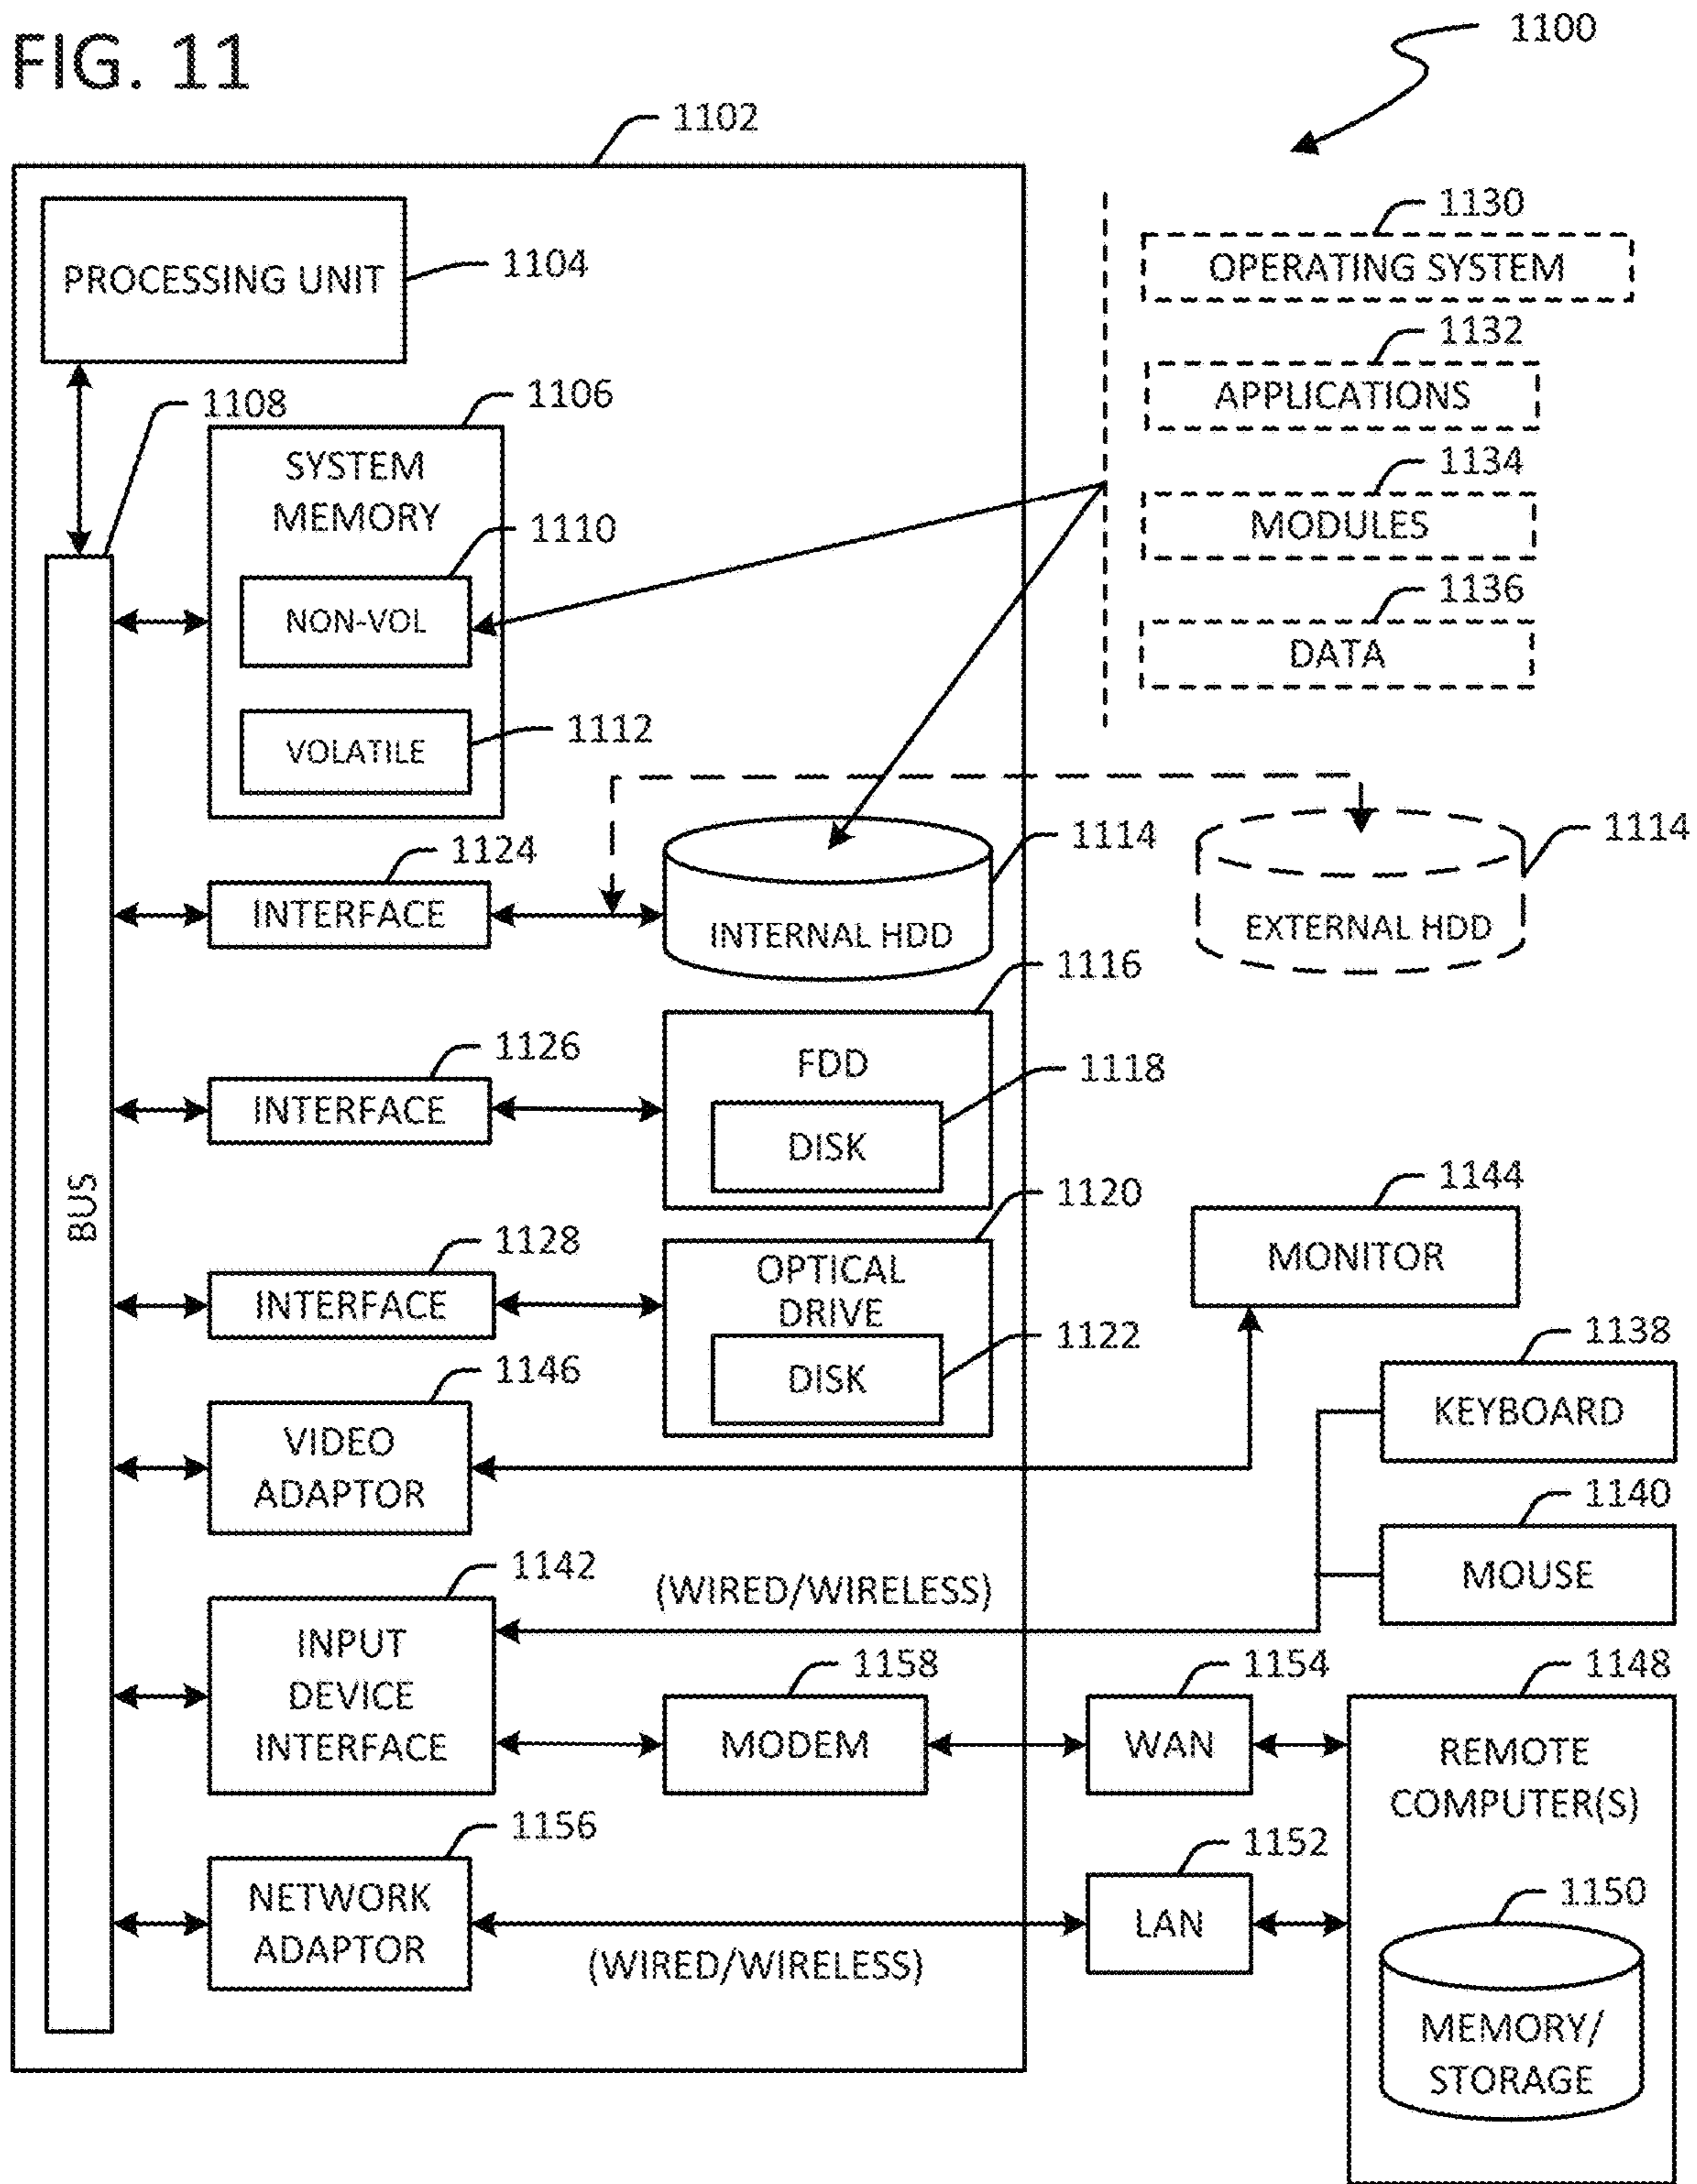 FIG. 11
1100
1102
1130
OPERATING SYSTEM
PROCESSING UNIT
1104
1132
APPLICATIONS
1108
1106
SYSTEM
MEMORY
1134
MODULES
1110
NON-VOL
1136
DATA
1112
VOLATILE
1124
INTERFACE
1114
INTERNAL HDD
1114
EXTERNAL HDD
1116
FDD
1126
INTERFACE
1118
DISK
BUS
1120
OPTICAL
DRIVE
1128
INTERFACE
1144
MONITOR
1122
DISK
1138
KEYBOARD
1146
VIDEO
ADAPTOR
1140
MOUSE
1142
INPUT
DEVICE
INTERFACE
(WIRED/WIRELESS)
1158
MODEM
1154
WAN
1148
REMOTE
COMPUTER(S)
1156
NETWORK
ADAPTOR
(WIRED/WIRELESS)
1152
LAN
1150
MEMORY/
STORAGE